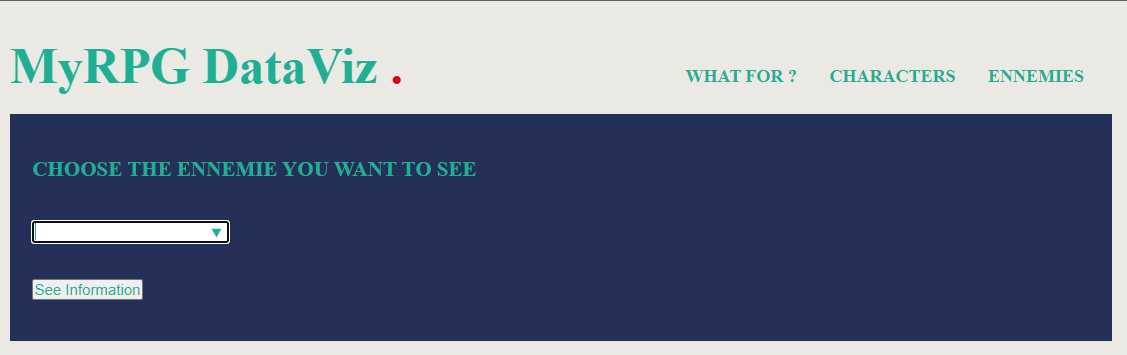 MyRPG DataViz .
WHAT FOR ? CHARACTERS ENNEMIES
CHOOSE THE ENNEMIE YOU WANT TO SEE
See Information